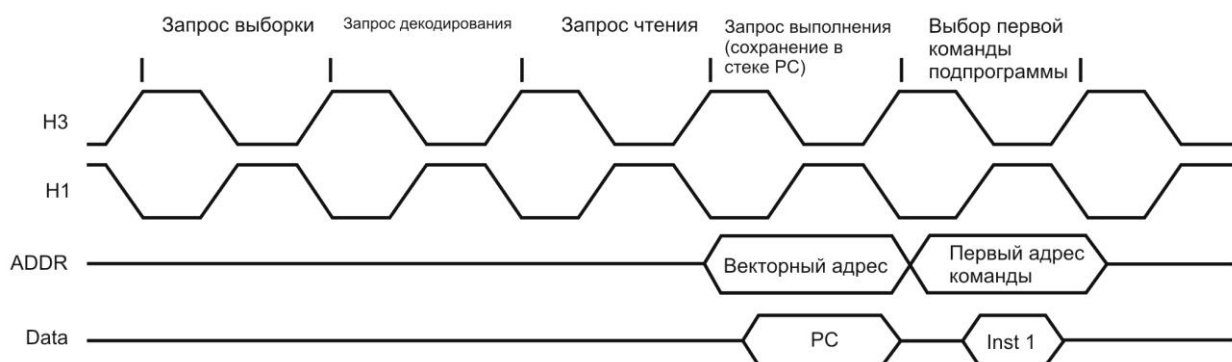 Запрос выборки
Запрос декодирования
Запрос чтения
Запрос выполнения
(сохранение в
стеке PC)
Выбор первой
команды
подпрограммы
H3
H1
ADDR
Векторный адрес
Первый адрес
команды
Data
PC
Inst 1